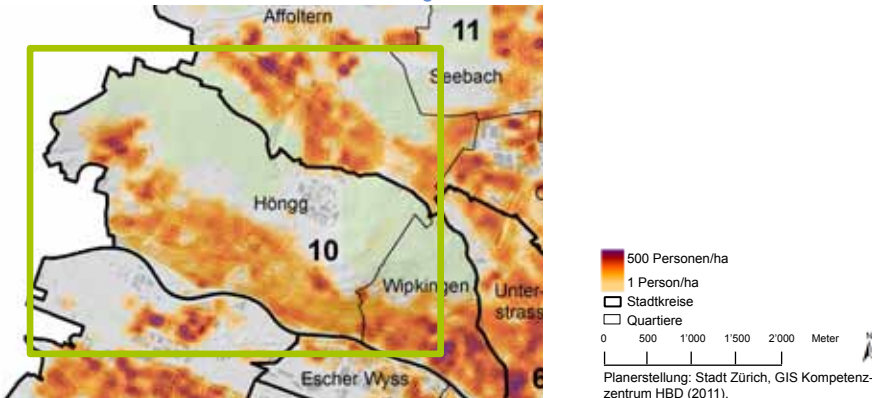 Affoltern
11
Seebach
Höngg
10
Wipkingen
Unter-
strass
Escher Wyss
6
500 Personen/ha
1 Person/ha
Stadtkreise
Quartiere
0 500 1'000 1'500 2'000 Meter
N
Planerstellung: Stadt Zürich, GIS Kompetenz-
zentrum HBD (2011).